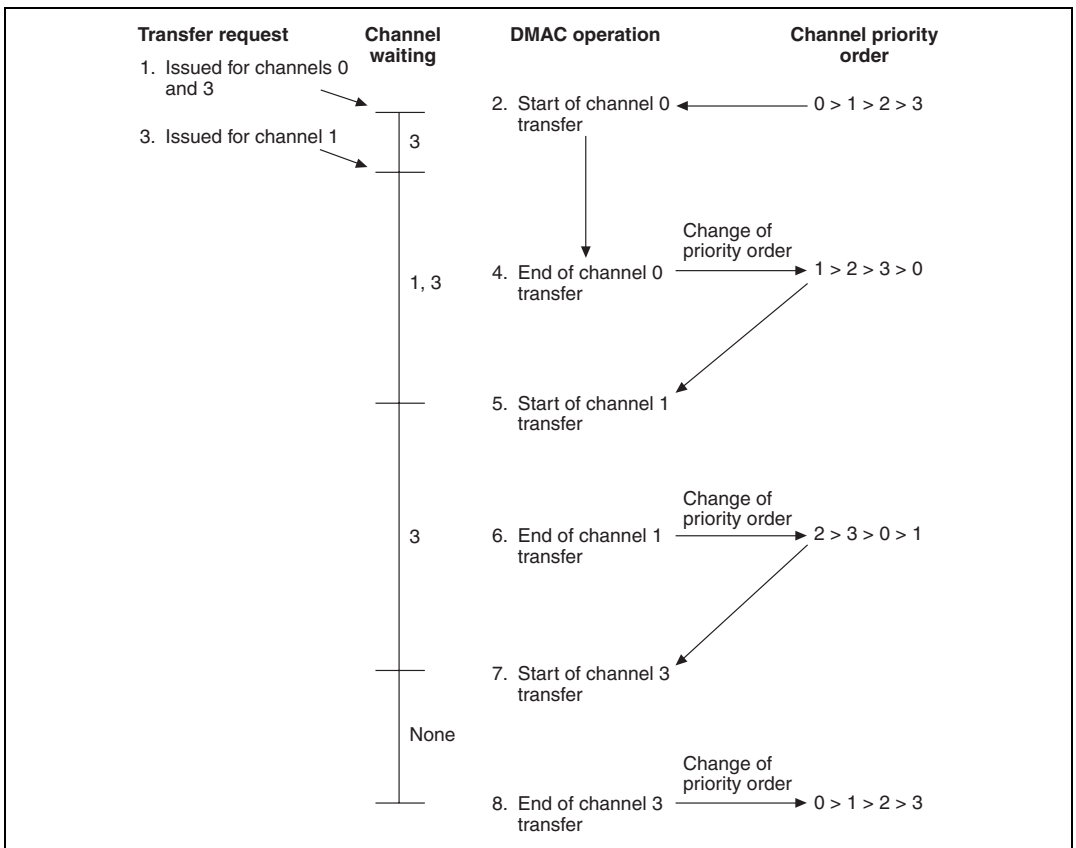 Transfer request
Channel
waiting
DMAC operation
Channel priority
order
1. Issued for channels 0
and 3
2. Start of channel 0
transfer
0 > 1 > 2 > 3
3. Issued for channel 1
3
1, 3
4. End of channel 0
transfer
Change of
priority order
1 > 2 > 3 > 0
5. Start of channel 1
transfer
3
6. End of channel 1
transfer
Change of
priority order
2 > 3 > 0 > 1
7. Start of channel 3
transfer
None
8. End of channel 3
transfer
Change of
priority order
0 > 1 > 2 > 3